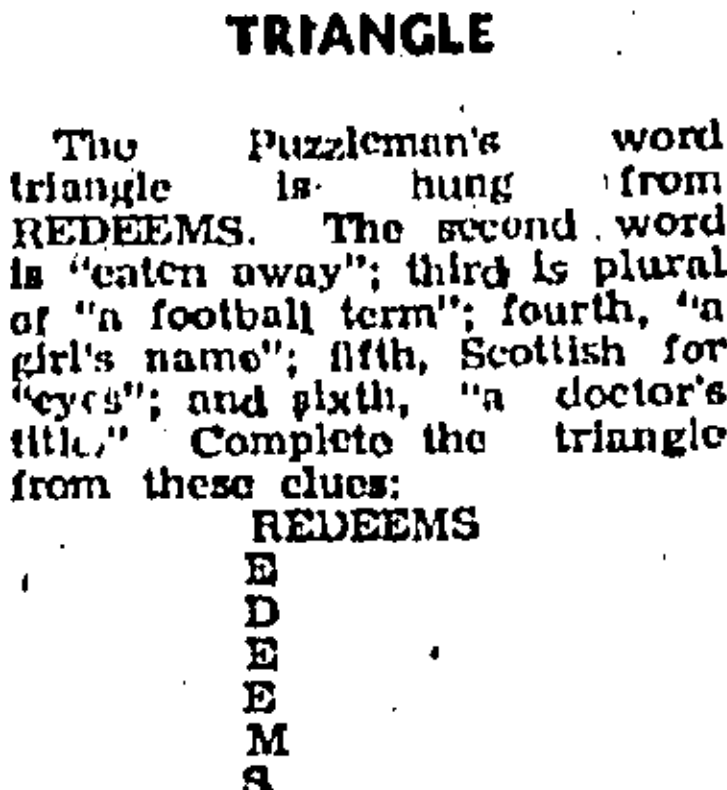 TRIANGLE
The Puzzleman's word
triangle is hung from
REDEEMS. The second word
is "eaten away"; third is plural
of "a football term"; fourth, "a
girl's name"; fifth, Scottish for
"eyes"; and sixth, "a doctor's
title." Complete the triangle
from these clues:
REDEEMS
E
D
E
E
M
S